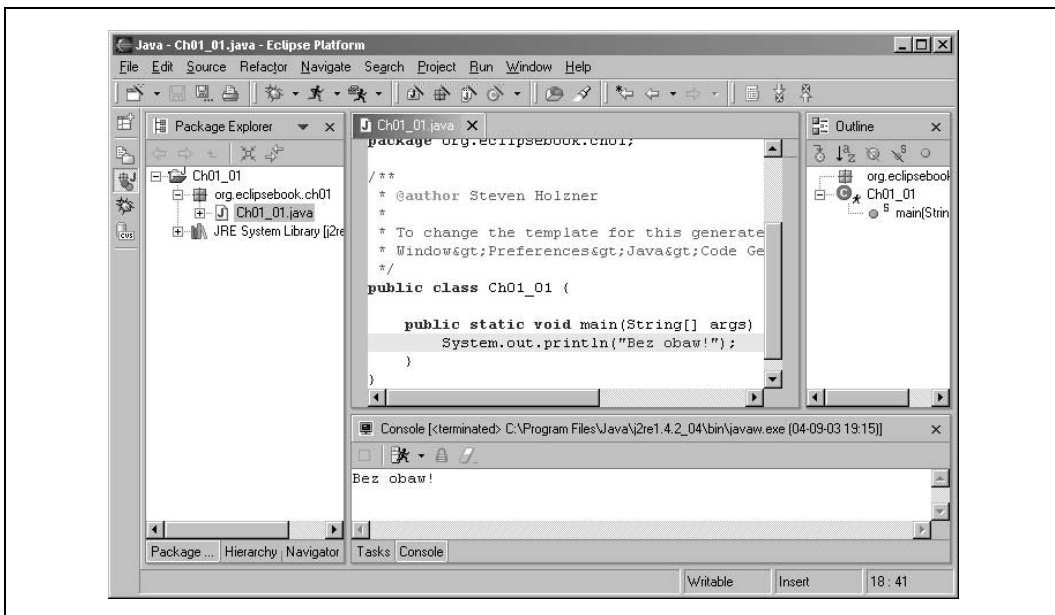 Java - Ch01_01.java - Eclipse Platform
File Edit Source Refactor Navigate Search Project Run Window Help
Package Explorer
Ch01_01
org.eclipsebook.ch01
Ch01_01.java
JRE System Library [j2re
Ch01_01.java
package org.eclipsebook.ch01;
/**
* @author Steven Holzner
*
* To change the template for this generate
* Window&gt;Preferences&gt;Java&gt;Code Ge
*/
public class Ch01_01 {
public static void main(String[] args)
System.out.println("Bez obaw!");
}
}
Outline
org.eclipsebook
Ch01_01
main(Strin
Console [<terminated> C:\Program Files\Java\j2re1.4.2_04\bin\javaw.exe (04-09-03 19:15)]
Bez obaw!
Package ... Hierarchy Navigator
Tasks Console
Writable Insert 18 : 41